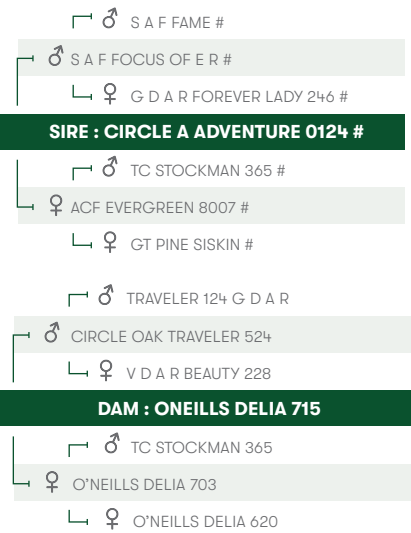 S A F FAME #
S A F FOCUS OF E R #
G D A R FOREVER LADY 246 #
SIRE : CIRCLE A ADVENTURE 0124 #
TC STOCKMAN 365 #
ACF EVERGREEN 8007 #
GT PINE SISKIN #
TRAVELER 124 G D A R
CIRCLE OAK TRAVELER 524
V D A R BEAUTY 228
DAM : ONEILLS DELIA 715
TC STOCKMAN 365
O'NEILLS DELIA 703
O'NEILLS DELIA 620